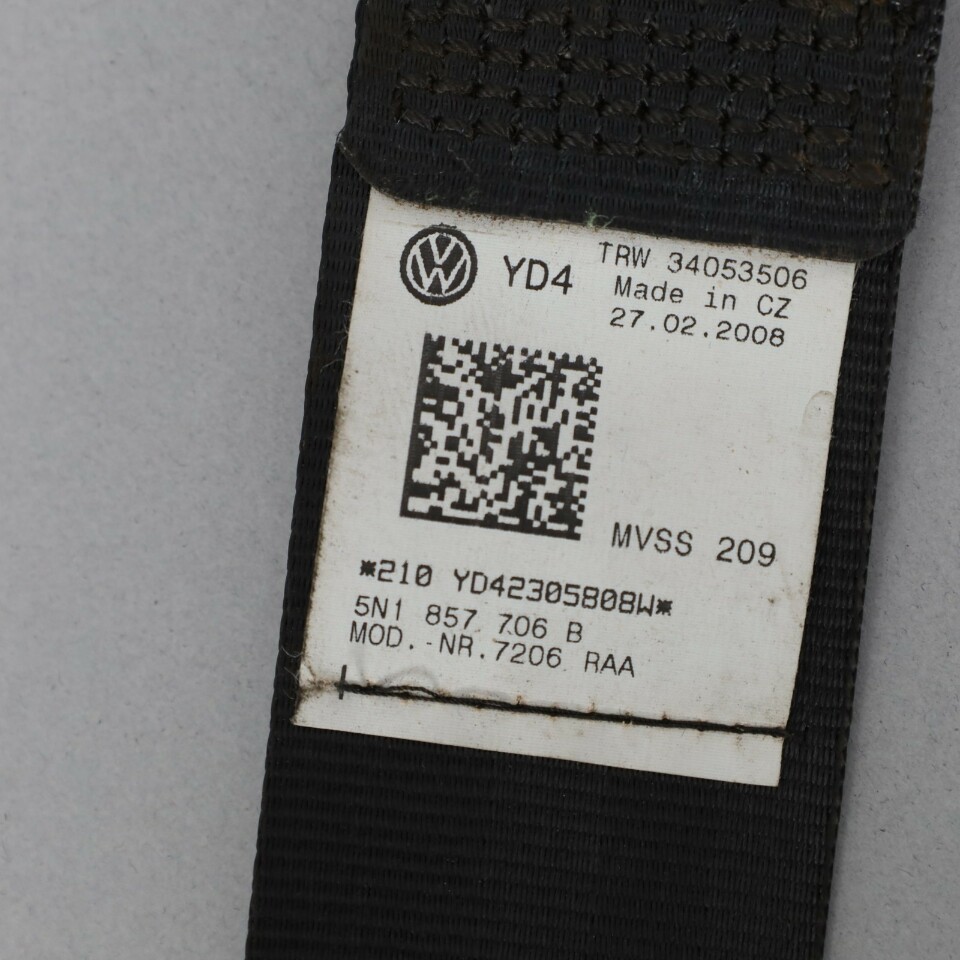 YD4
TRW 34053506
Made in CZ
27.02.2008
MVSS 209
*210 YD42305808W*
5N1 857 706 B
MOD.-NR.7206 RAA